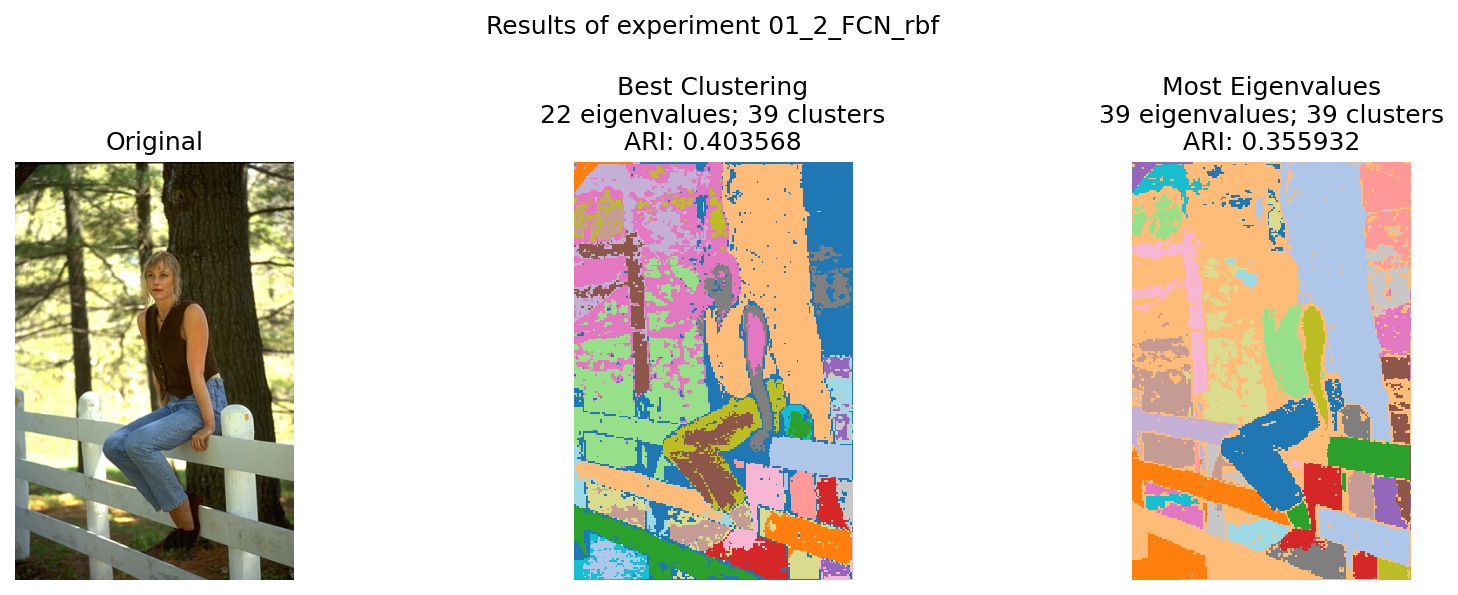 Results of experiment 01_2_FCN_rbf
Original
Best Clustering
22 eigenvalues; 39 clusters
ARI: 0.403568
Most Eigenvalues
39 eigenvalues; 39 clusters
ARI: 0.355932